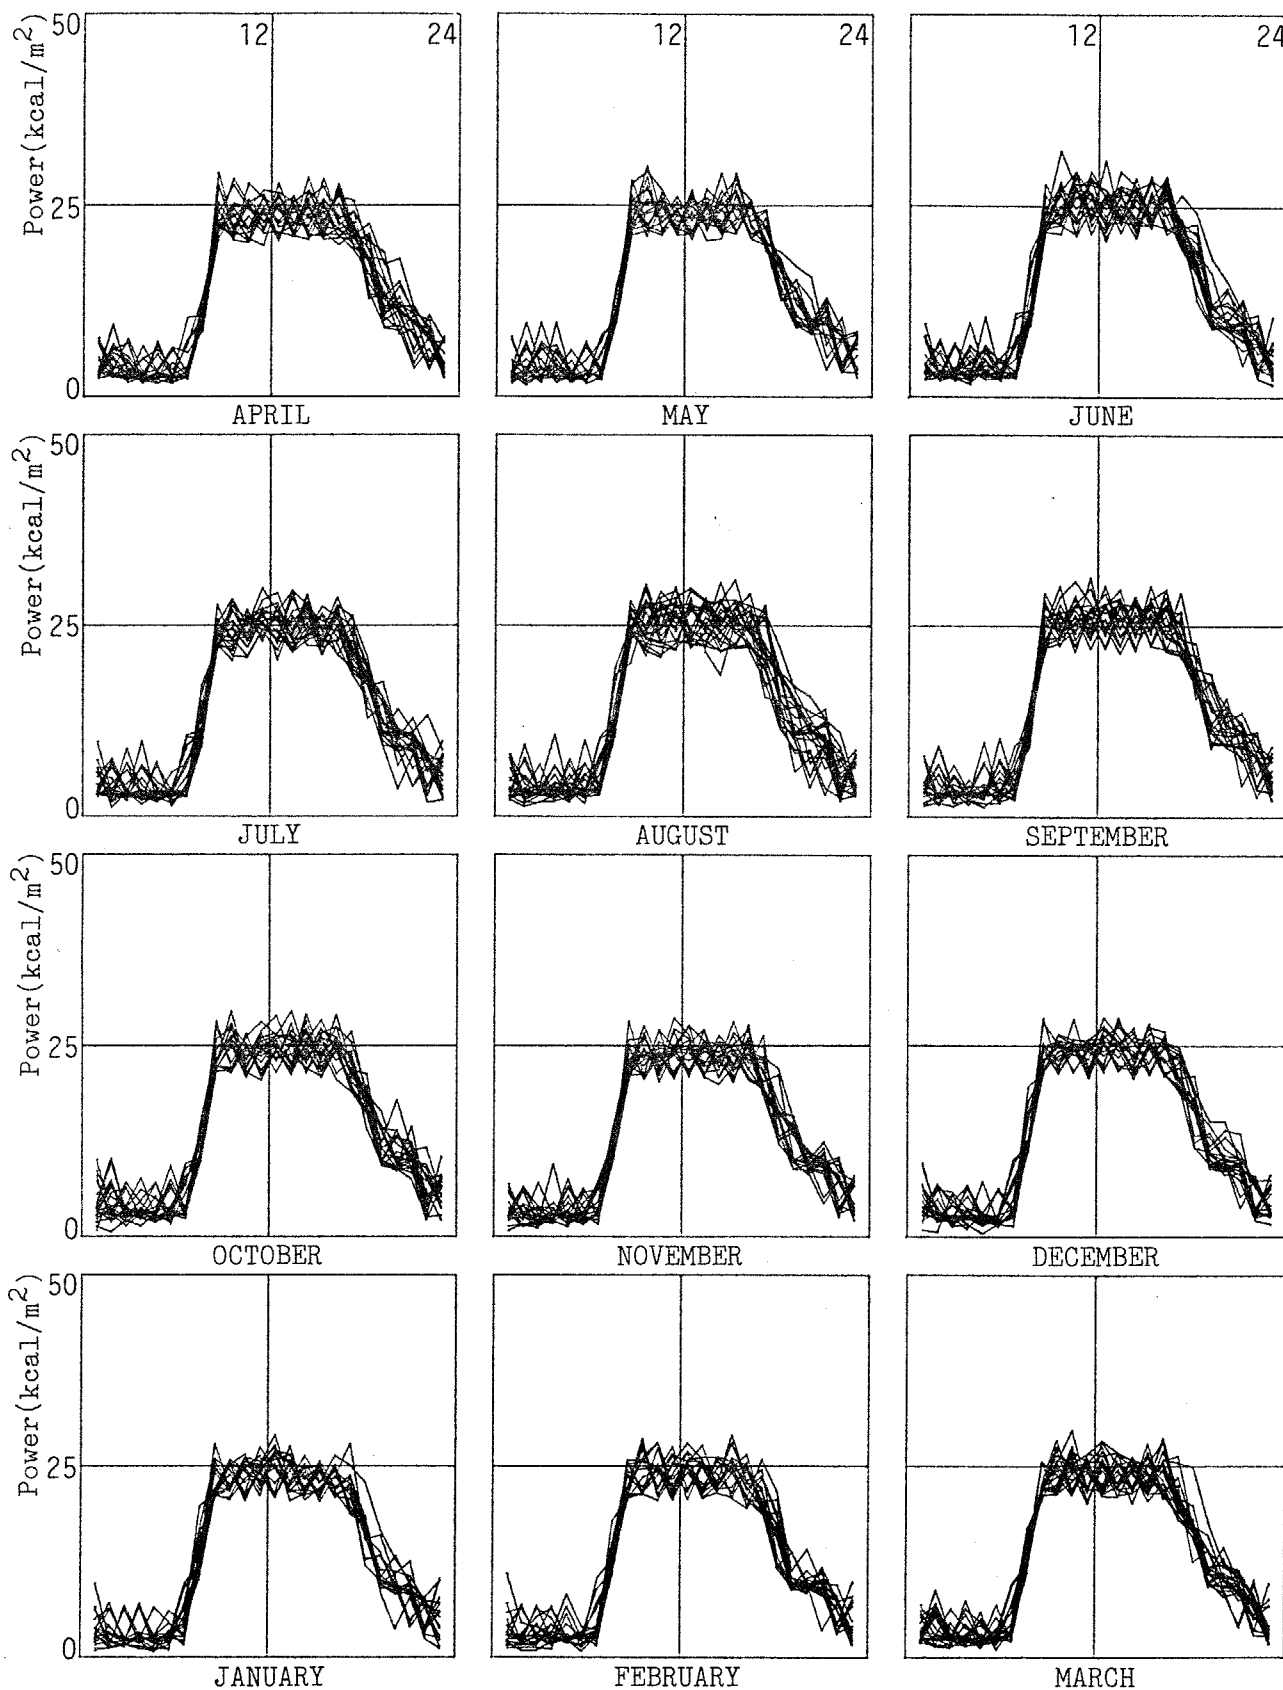 50 12 24 12 24 12 24
Power(kcal/m²)
25
0
APRIL MAY JUNE
50
Power(kcal/m²)
25
0
JULY AUGUST SEPTEMBER
50
Power(kcal/m²)
25
0
OCTOBER NOVEMBER DECEMBER
50
Power(kcal/m²)
25
0
JANUARY FEBRUARY MARCH